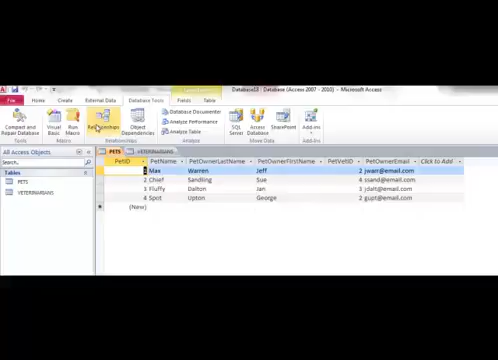 Database10 : Database (Access 2007 - 2010) - Microsoft Access
File Home Create External Data Database Tools Fields Table
Compact and Repair Database
Visual Basic
Run Macro
Relationships
Object Dependencies
Database Documenter
Analyze Performance
Analyze Table
SQL Server
Access Database
SharePoint
Add-ins
Tools Macro Relationships Analyze Move Data Add-Ins
All Access Objects
Search...
Tables
PETS
VETERINARIANS
PETS VETERINARIANS
PetID PetName PetOwnerLastName PetOwnerFirstName PetVetID PetOwnerEmail Click to Add
Max Warren Jeff 2 jwarr@email.com
2 Chief Sandling Sue 4 ssand@email.com
3 Fluffy Dalton Jan 3 jdalt@email.com
4 Spot Upton George 2 gupt@email.com
(New)